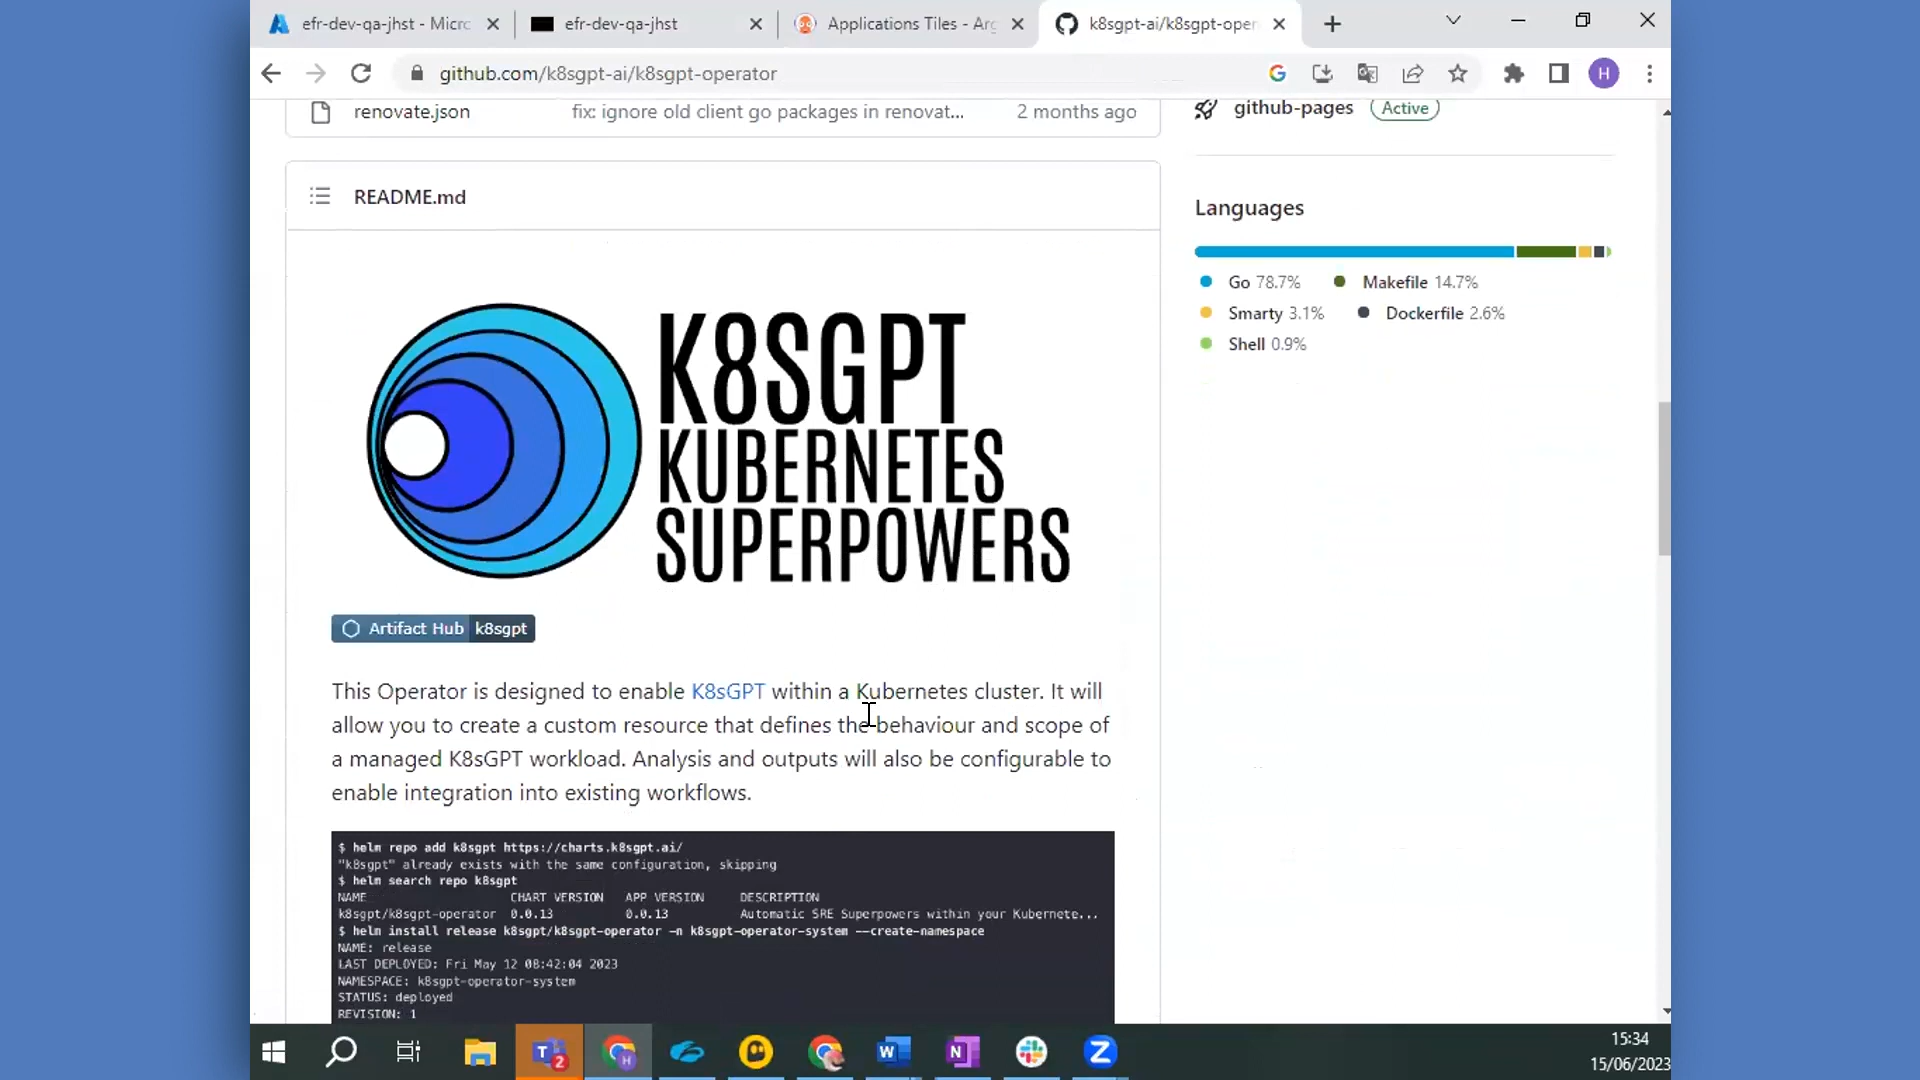 efr-dev-qa-jhst - Micrc
efr-dev-qa-jhst
Applications Tiles - Arg
k8sgpt-ai/k8sgpt-oper
github.com/k8sgpt-ai/k8sgpt-operator
H
renovate.json
fix: ignore old client go packages in renovat...
2 months ago
github-pages
Active
README.md
Languages
Go 78.7%
Makefile 14.7%
Smarty 3.1%
Dockerfile 2.6%
Shell 0.9%
K8SGPT
KUBERNETES
SUPERPOWERS
Artifact Hub k8sgpt
This Operator is designed to enable K8sGPT within a Kubernetes cluster. It will
allow you to create a custom resource that defines the behaviour and scope of
a managed K8sGPT workload. Analysis and outputs will also be configurable to
enable integration into existing workflows.
$ helm repo add k8sgpt https://charts.k8sgpt.ai/
"k8sgpt" already exists with the same configuration, skipping
$ helm search repo k8sgpt
NAME CHART VERSION APP VERSION DESCRIPTION
k8sgpt/k8sgpt-operator 0.0.13 0.0.13 Automatic SRE Superpowers within your Kubernete...
$ helm install release k8sgpt/k8sgpt-operator -n k8sgpt-operator-system --create-namespace
NAME: release
LAST DEPLOYED: Fri May 12 08:42:04 2023
NAMESPACE: k8sgpt-operator-system
STATUS: deployed
REVISION: 1
15:34
15/06/2023